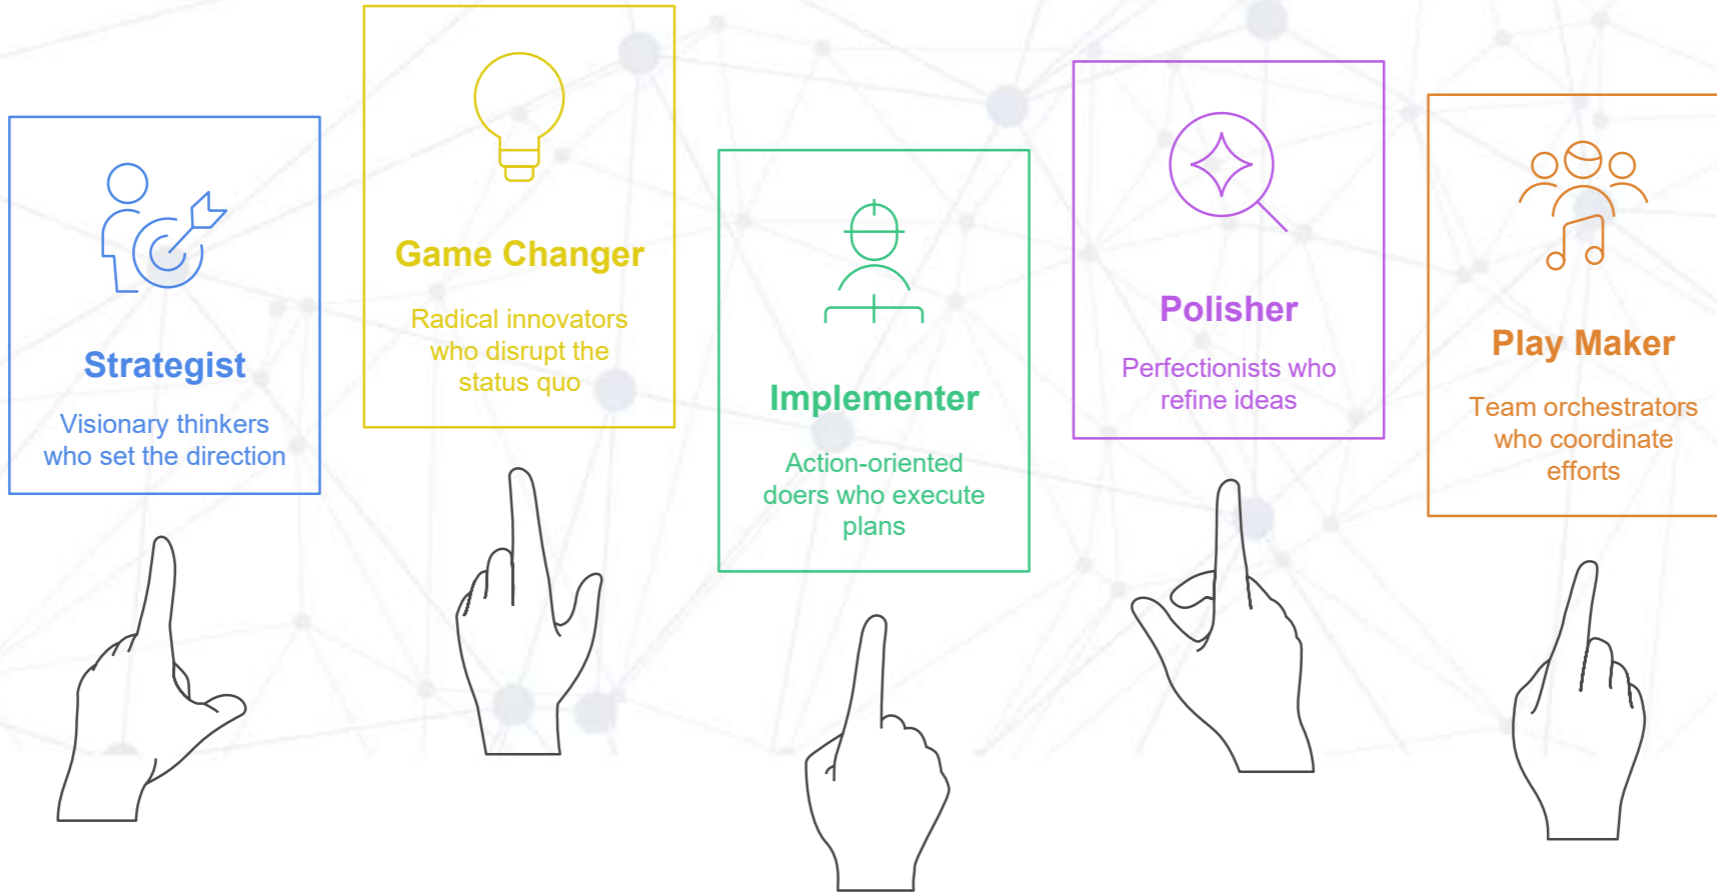 Strategist
Visionary thinkers
who set the direction
Game Changer
Radical innovators
who disrupt the
status quo
Implementer
Action-oriented
doers who execute
plans
Polisher
Perfectionists who
refine ideas
Play Maker
Team orchestrators
who coordinate
efforts